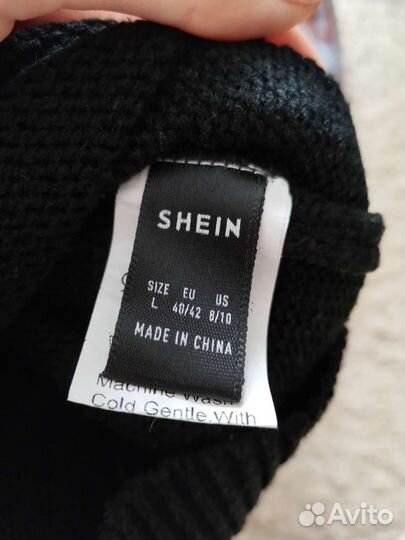 SHEIN
SIZE EU US
L 40/42 8/10
MADE IN CHINA
Machine Wash
Cold Gentle,With
Avito